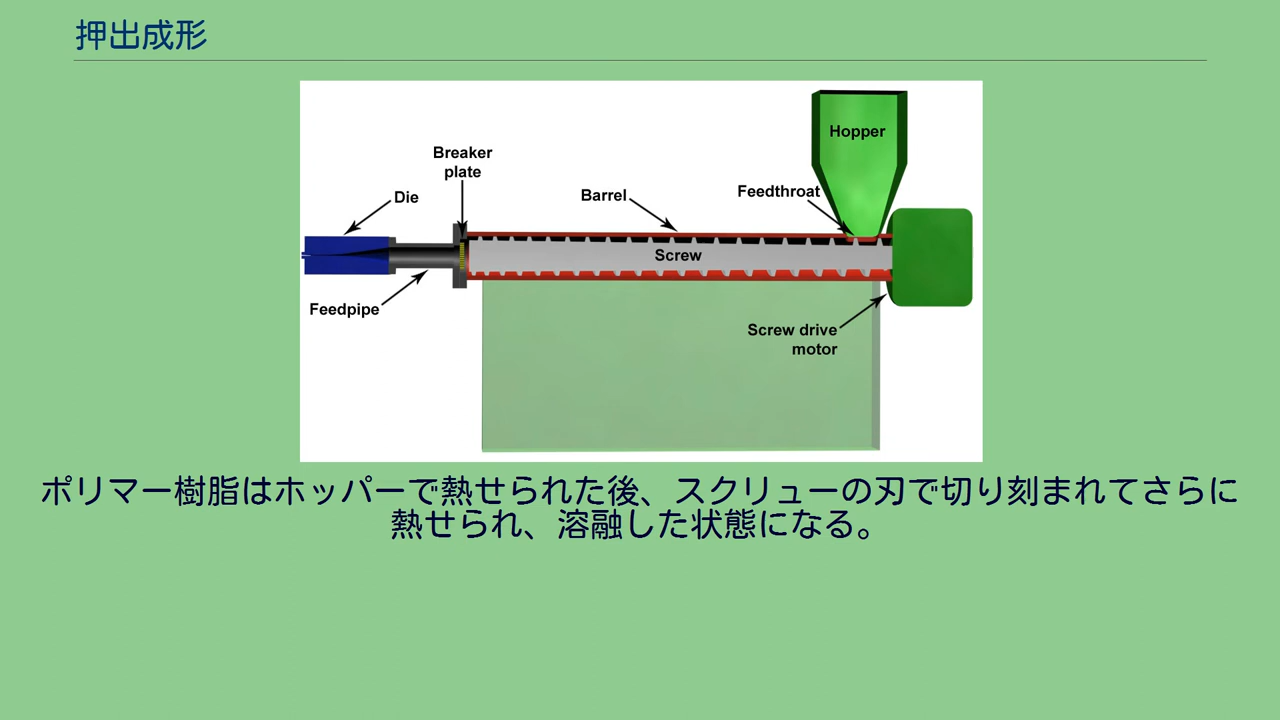 押出成形
Hopper
Breaker
plate
Feedthroat
Die
Barrel
Screw
Feedpipe
Screw drive
motor
ポリマー樹脂はホッパーで熱せられた後、スクリューの刃で切り刻まれてさらに
熱せられ、溶融した状態になる。